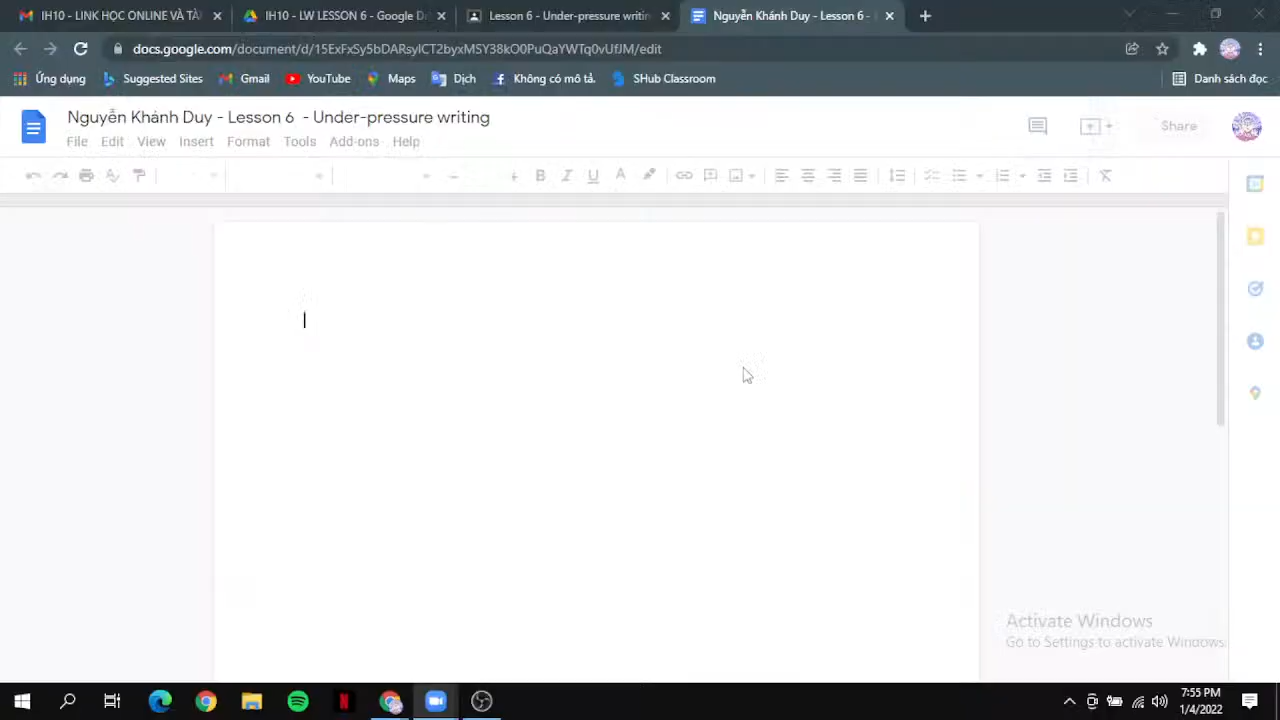 IH10 - LINK HỌC ONLINE VÀ TÀ
IH10 - LW LESSON 6 - Google D
Lesson 6 - Under-pressure writin
Nguyễn Khánh Duy - Lesson 6 -
docs.google.com/document/d/15ExFxSy5bDARsyICT2byxMSY38kO0PuQaYWTq0vUfJM/edit
Ứng dụng
Suggested Sites
Gmail
YouTube
Maps
Dịch
Không có mô tả.
SHub Classroom
Danh sách đọc
Nguyễn Khánh Duy - Lesson 6 - Under-pressure writing
File Edit View Insert Format Tools Add-ons Help
Share
Activate Windows
Go to Settings to activate Windows.
7:55 PM
1/4/2022